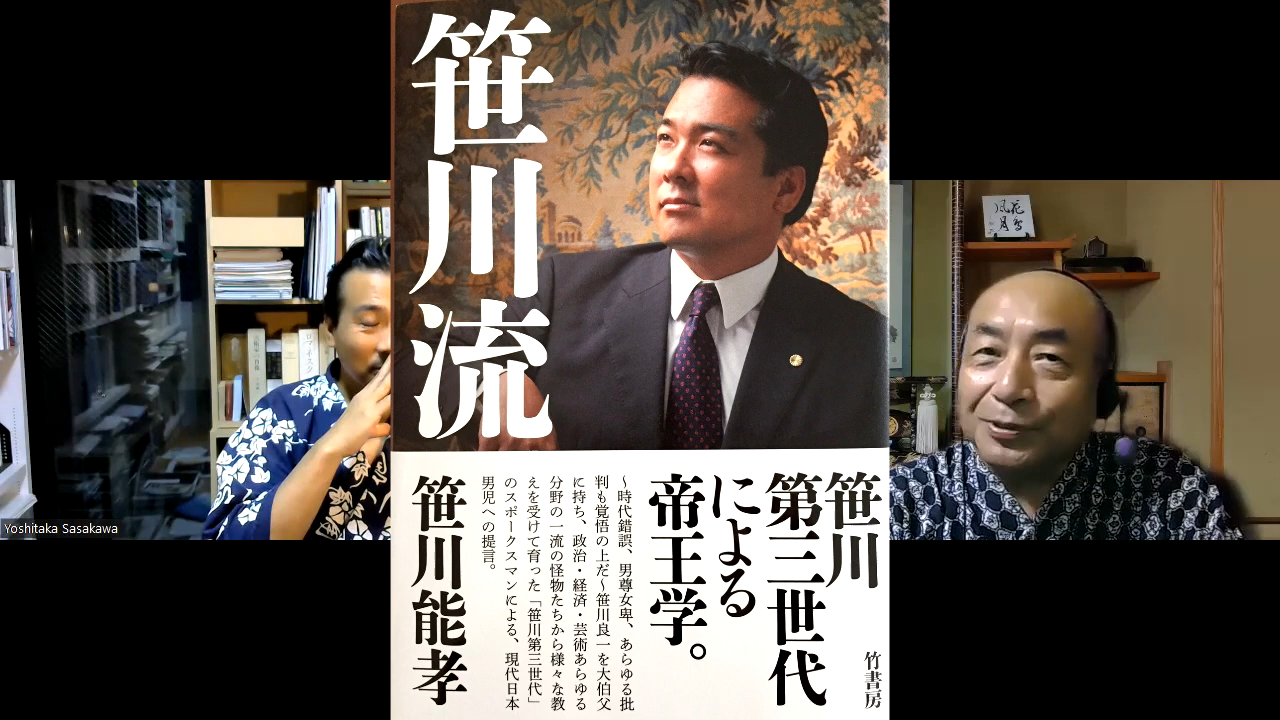 笹川流
笹川
第三世代
による
帝王学。
〜時代錯誤、男尊女卑、あらゆる批
判も覚悟の上だ〜笹川良一を大伯父
に持ち、政治・経済・芸術あらゆる
分野の一流の怪物たちから様々な教
えを受けて育った「笹川第三世代」
のスポークスマンによる、現代日本
男児への提言。
笹川能孝
竹書房
Yoshitaka Sasakawa